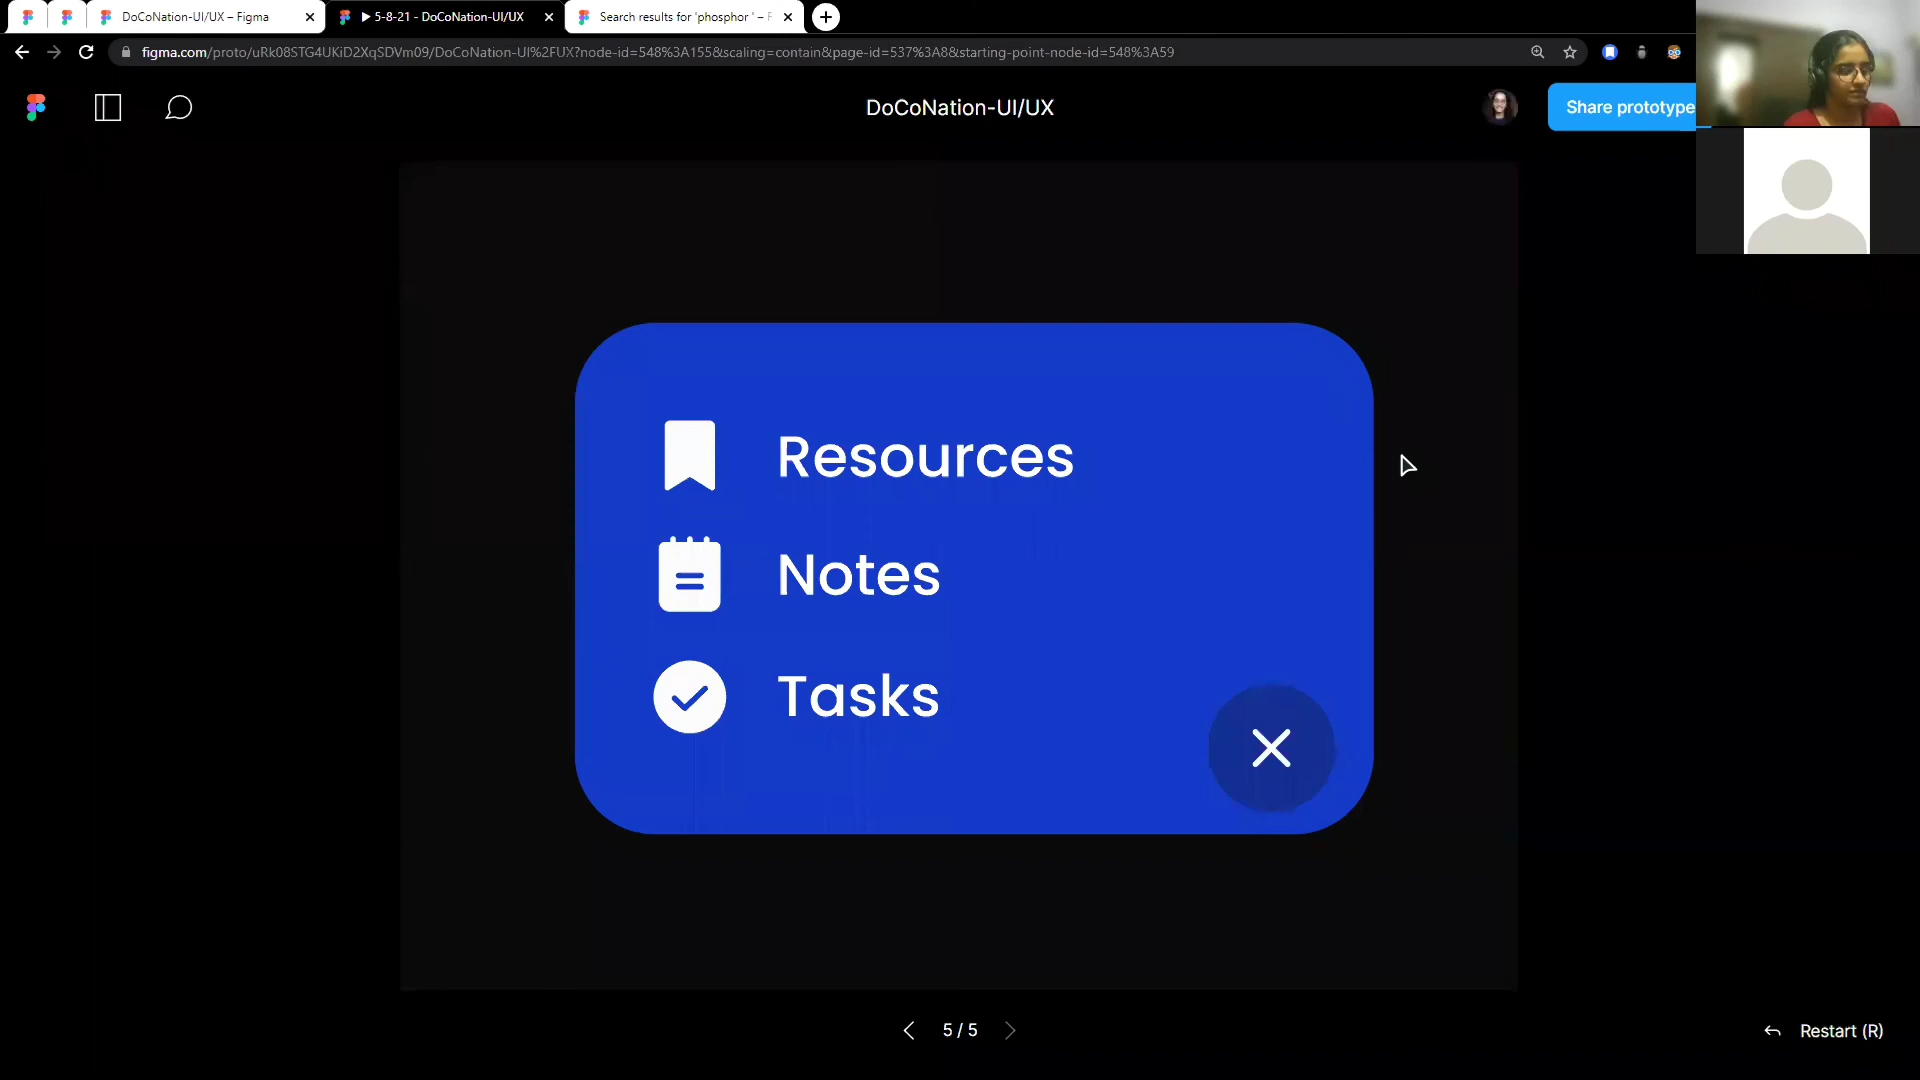 DoCoNation-UI/UX – Figma
5-8-21 - DoCoNation-UI/UX
Search results for 'phosphor ' – F
figma.com/proto/uRk08STG4UKiD2XqSDVm09/DoCoNation-UI%2FUX?node-id=548%3A155&scaling=contain&page-id=537%3A8&starting-point-node-id=548%3A59
DoCoNation-UI/UX
Share prototype
Resources
Notes
Tasks
5 / 5
Restart (R)